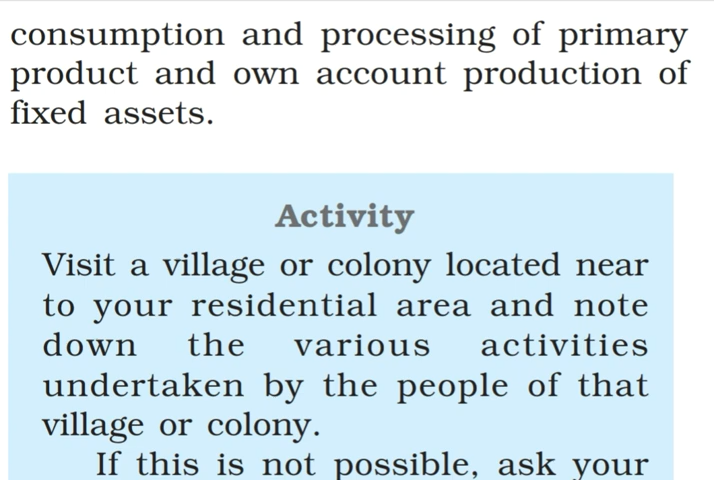 consumption and processing of primary
product and own account production of
fixed assets.
Activity
Visit a village or colony located near
to your residential area and note
down the various activities
undertaken by the people of that
village or colony.
If this is not possible, ask your